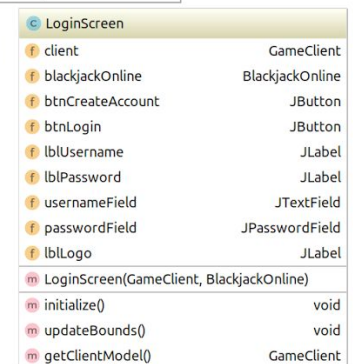 C LoginScreen
f client GameClient
f blackjackOnline BlackjackOnline
f btnCreateAccount JButton
f btnLogin JButton
f lblUsername JLabel
f lblPassword JLabel
f usernameField JTextField
f passwordField JPasswordField
f lblLogo JLabel
m LoginScreen(GameClient, BlackjackOnline)
m initialize() void
m updateBounds() void
m getClientModel() GameClient